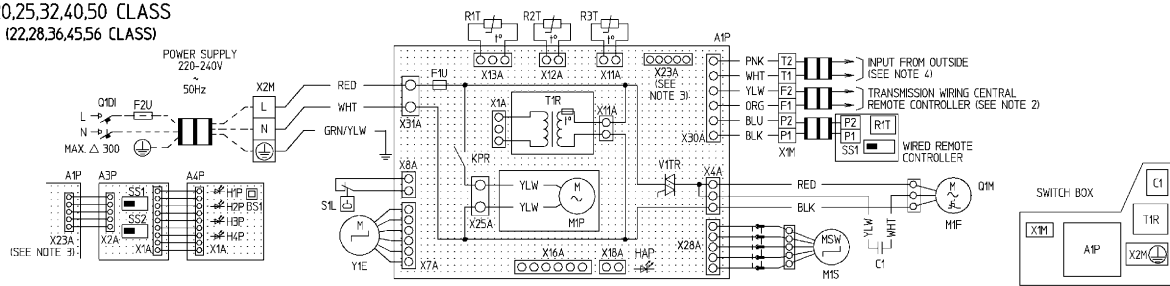 0,25,32,40,50 CLASS
(22,28,36,45,56 CLASS)
POWER SUPPLY
220-240V
~
50Hz
Q1DI
F2U
L
N
MAX. △ 300
X2M
L
N
RED
WHT
GRN/YLW
F1U
X31A
R1T
t°
X13A
R2T
t°
X12A
R3T
t°
X11A
X23A
(SEE
NOTE 3)
A1P
X1A
T1R
t°
X11A
KPR
X25A
YLW
YLW
M
M1P
V1TR
X30A
PNK T2
WHT T1
YLW F2
ORG F1
BLU P2
BLK P1
X1M
INPUT FROM OUTSIDE
(SEE NOTE 4)
TRANSMISSION WIRING CENTRAL
REMOTE CONTROLLER (SEE NOTE 2)
P2
P1
R1T
SS1
WIRED REMOTE
CONTROLLER
X8A
S1L
M
Y1E
X7A
X16A
X18A
HAP
X4A
RED
BLK
M
~
Q1M
M1F
YLW
WHT
C1
X28A
MSW
M1S
A1P
X23A
(SEE NOTE 3)
A3P
SS1
SS2
X2A
X1A
A4P
H1P
H2P
H3P
H4P
BS1
X1A
SWITCH BOX
X1M
A1P
C1
T1R
X2M